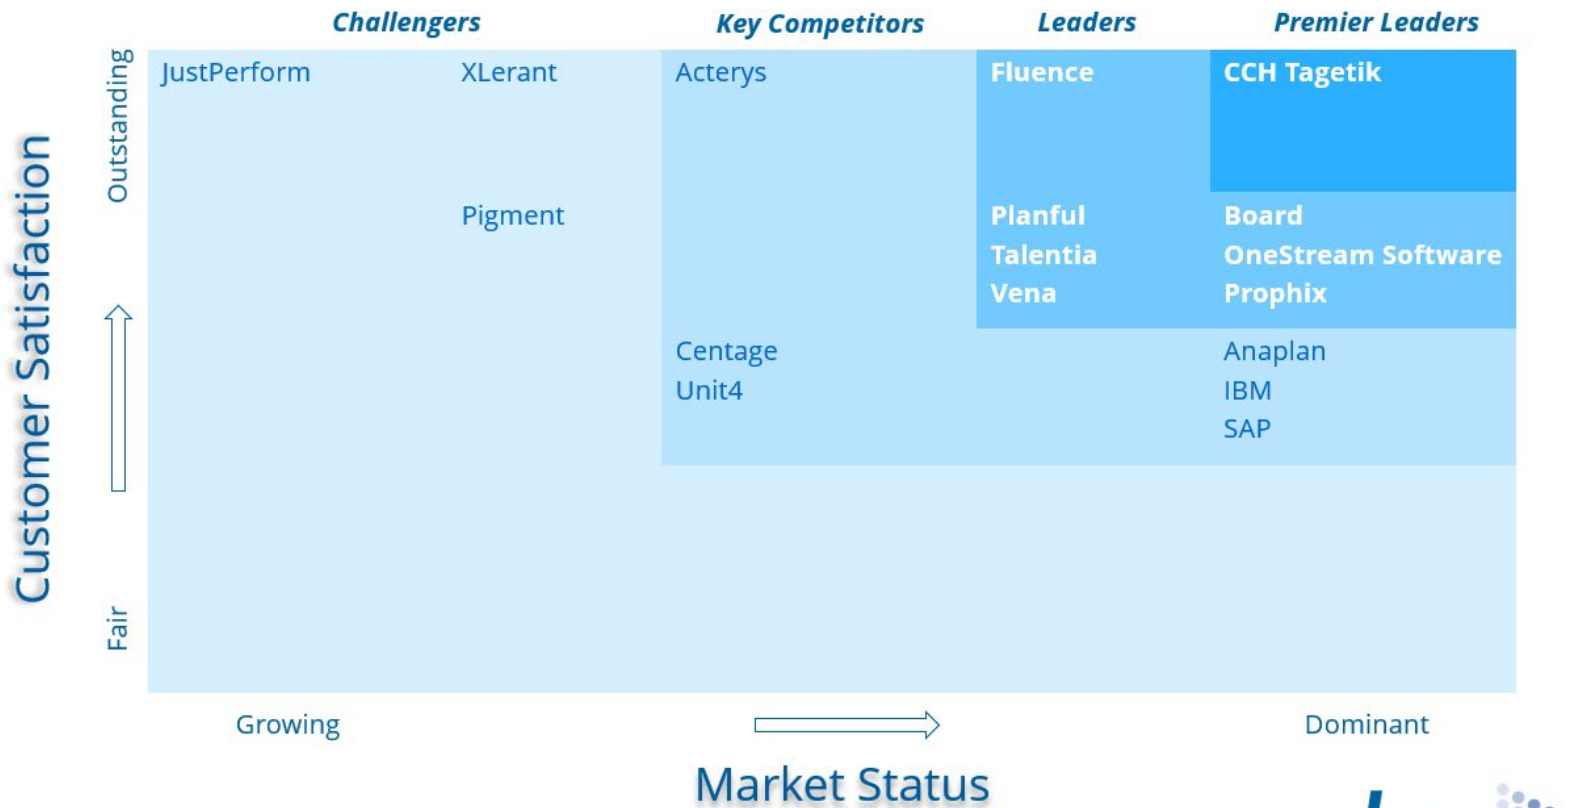 Challengers Key Competitors Leaders Premier Leaders
Outstanding
JustPerform XLerant Acterys Fluence CCH Tagetik
Pigment Planful Board
Talentia OneStream Software
Vena Prophix
Centage Anaplan
Unit4 IBM
SAP
Customer Satisfaction
Fair
Growing Dominant
Market Status